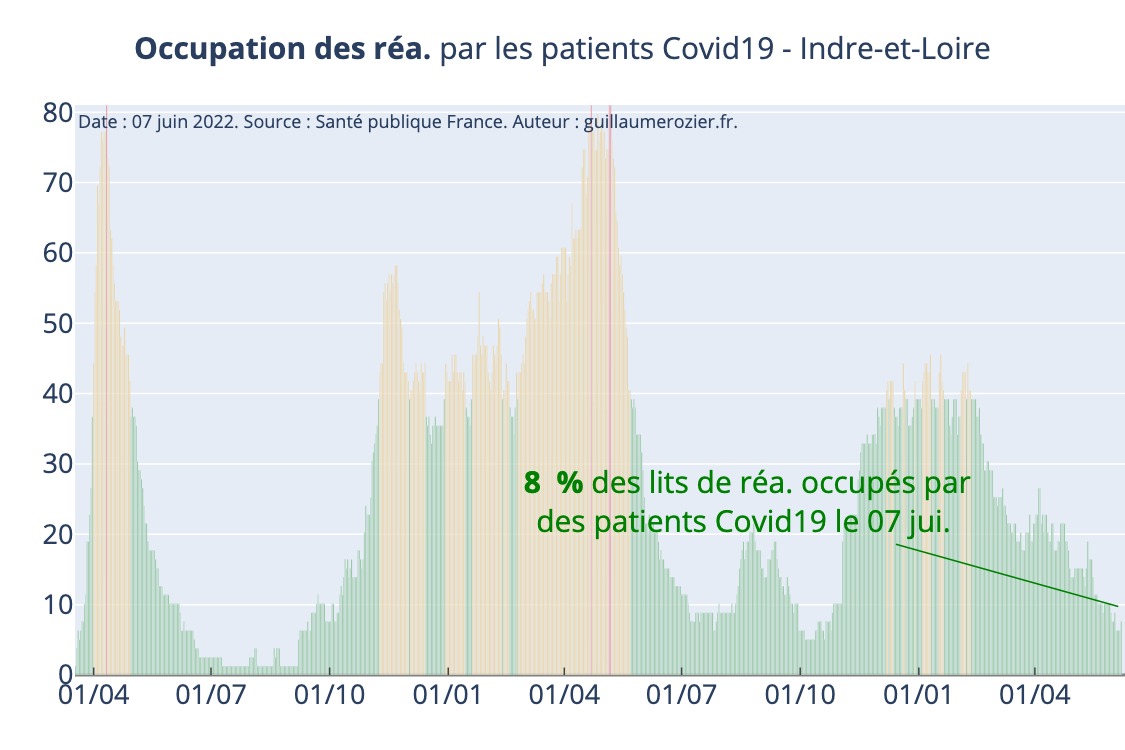 Occupation des réa. par les patients Covid19 - Indre-et-Loire
80
Date : 07 juin 2022. Source : Santé publique France. Auteur : guillaumerozier.fr.
70
60
50
40
30
8 % des lits de réa. occupés par
des patients Covid19 le 07 jui.
20
10
0
01/04 01/07 01/10 01/01 01/04 01/07 01/10 01/01 01/04